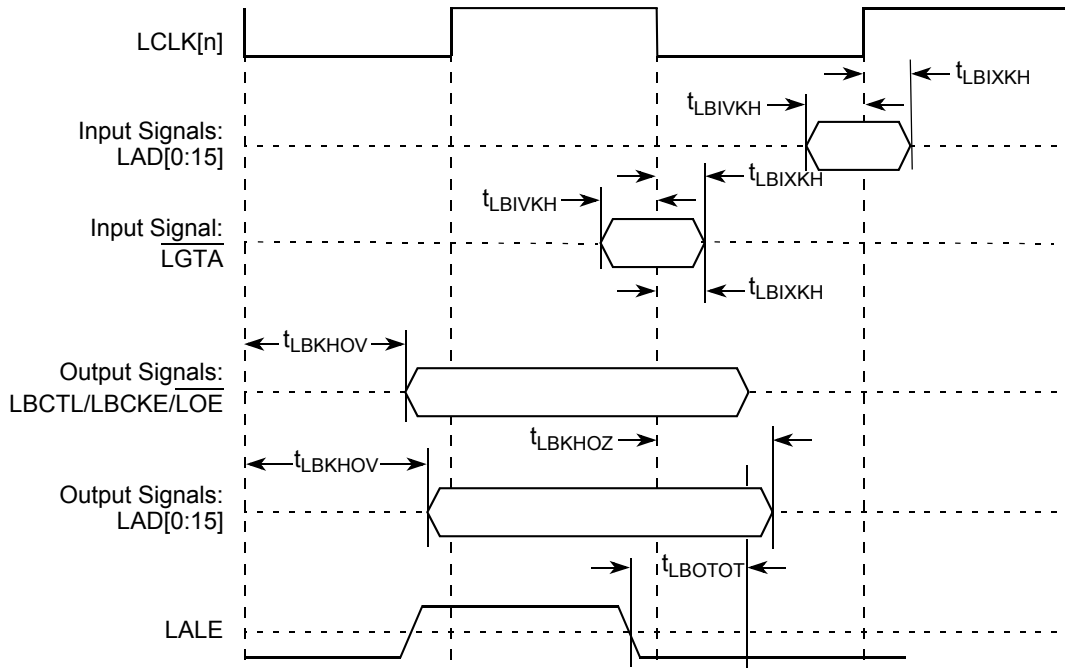 LCLK[n]
tLBIXKH
tLBIVKH
Input Signals:
LAD[0:15]
tLBIXKH
tLBIVKH
Input Signal:
LGTA
tLBIXKH
tLBKHOV
Output Signals:
LBCTL/LBCKE/LOE
tLBKHOZ
tLBKHOV
Output Signals:
LAD[0:15]
tLBOTOT
LALE